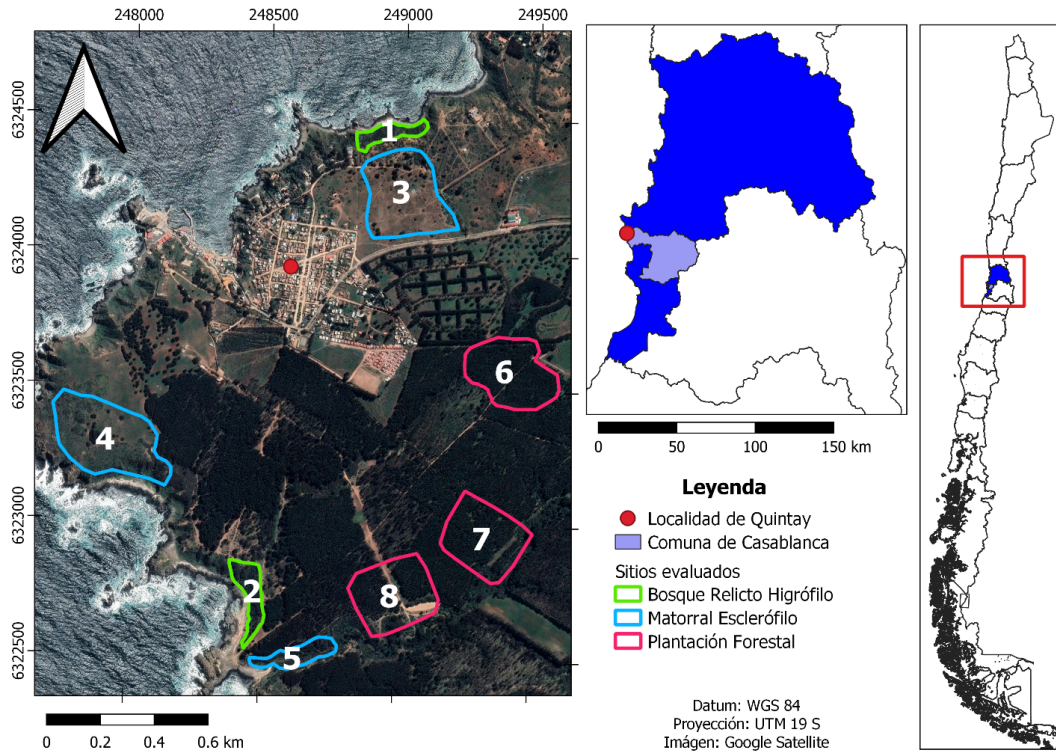 248000 248500 249000 249500
6324500
6324000
6323500
6323000
6322500
1
3
6
4
7
2
8
5
0 0.2 0.4 0.6 km
0 50 100 150 km
Leyenda
Localidad de Quintay
Comuna de Casablanca
Sitios evaluados
Bosque Relicto Higrófilo
Matorral Esclerófilo
Plantación Forestal
Datum: WGS 84
Proyección: UTM 19 S
Imágen: Google Satellite